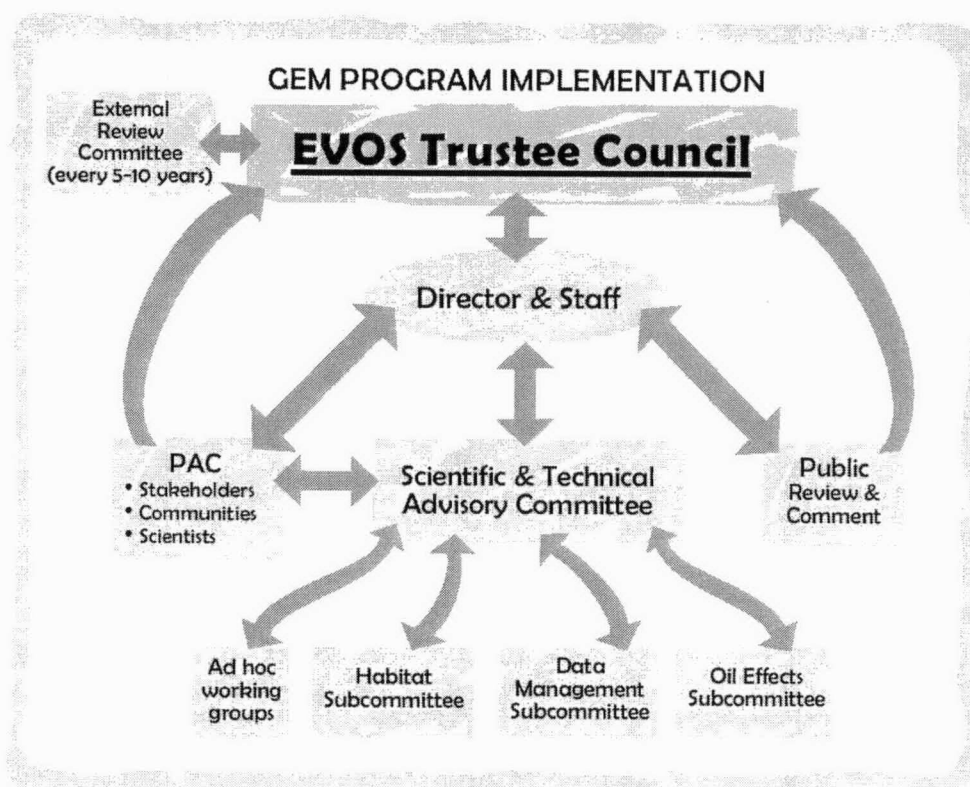 GEM PROGRAM IMPLEMENTATION
External
Review
Committee
(every 5-10 years)
EVOS Trustee Council
Director & Staff
PAC
• Stakeholders
• Communities
• Scientists
Scientific & Technical
Advisory Committee
Public
Review &
Comment
Ad hoc
working
groups
Habitat
Subcommittee
Data
Management
Subcommittee
Oil Effects
Subcommittee